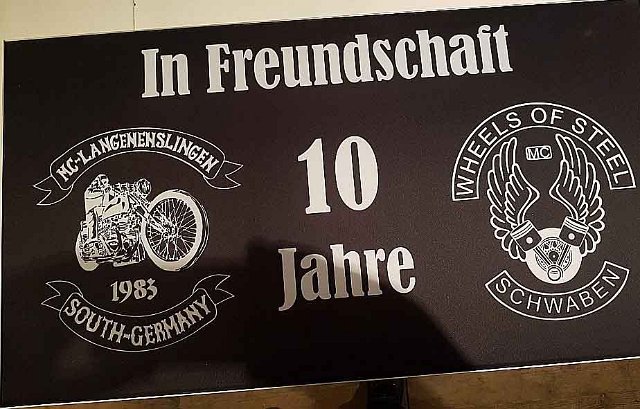 In Freundschaft
MC-LANGENENSLINGEN
1983
SOUTH-GERMANY
10
Jahre
WHEELS OF STEEL
MC
SCHWABEN